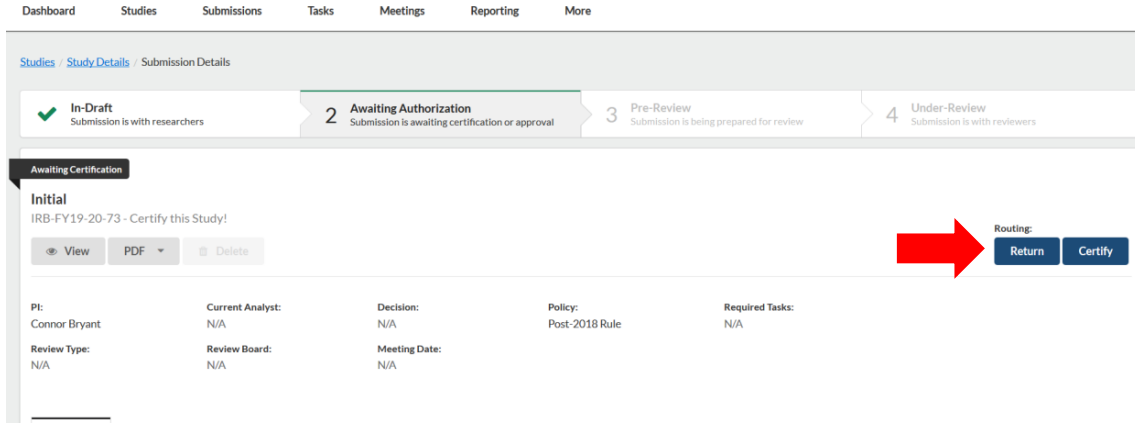 Dashboard Studies Submissions Tasks Meetings Reporting More
Studies / Study Details / Submission Details
In-Draft
Submission is with researchers
2 Awaiting Authorization
Submission is awaiting certification or approval
3 Pre-Review
Submission is being prepared for review
4 Under-Review
Submission is with reviewers
Awaiting Certification
Initial
IRB-FY19-20-73 - Certify this Study!
Routing:
View PDF Delete
Return Certify
PI: Current Analyst: Decision: Policy: Required Tasks:
Connor Bryant N/A N/A Post-2018 Rule N/A
Review Type: Review Board: Meeting Date:
N/A N/A N/A